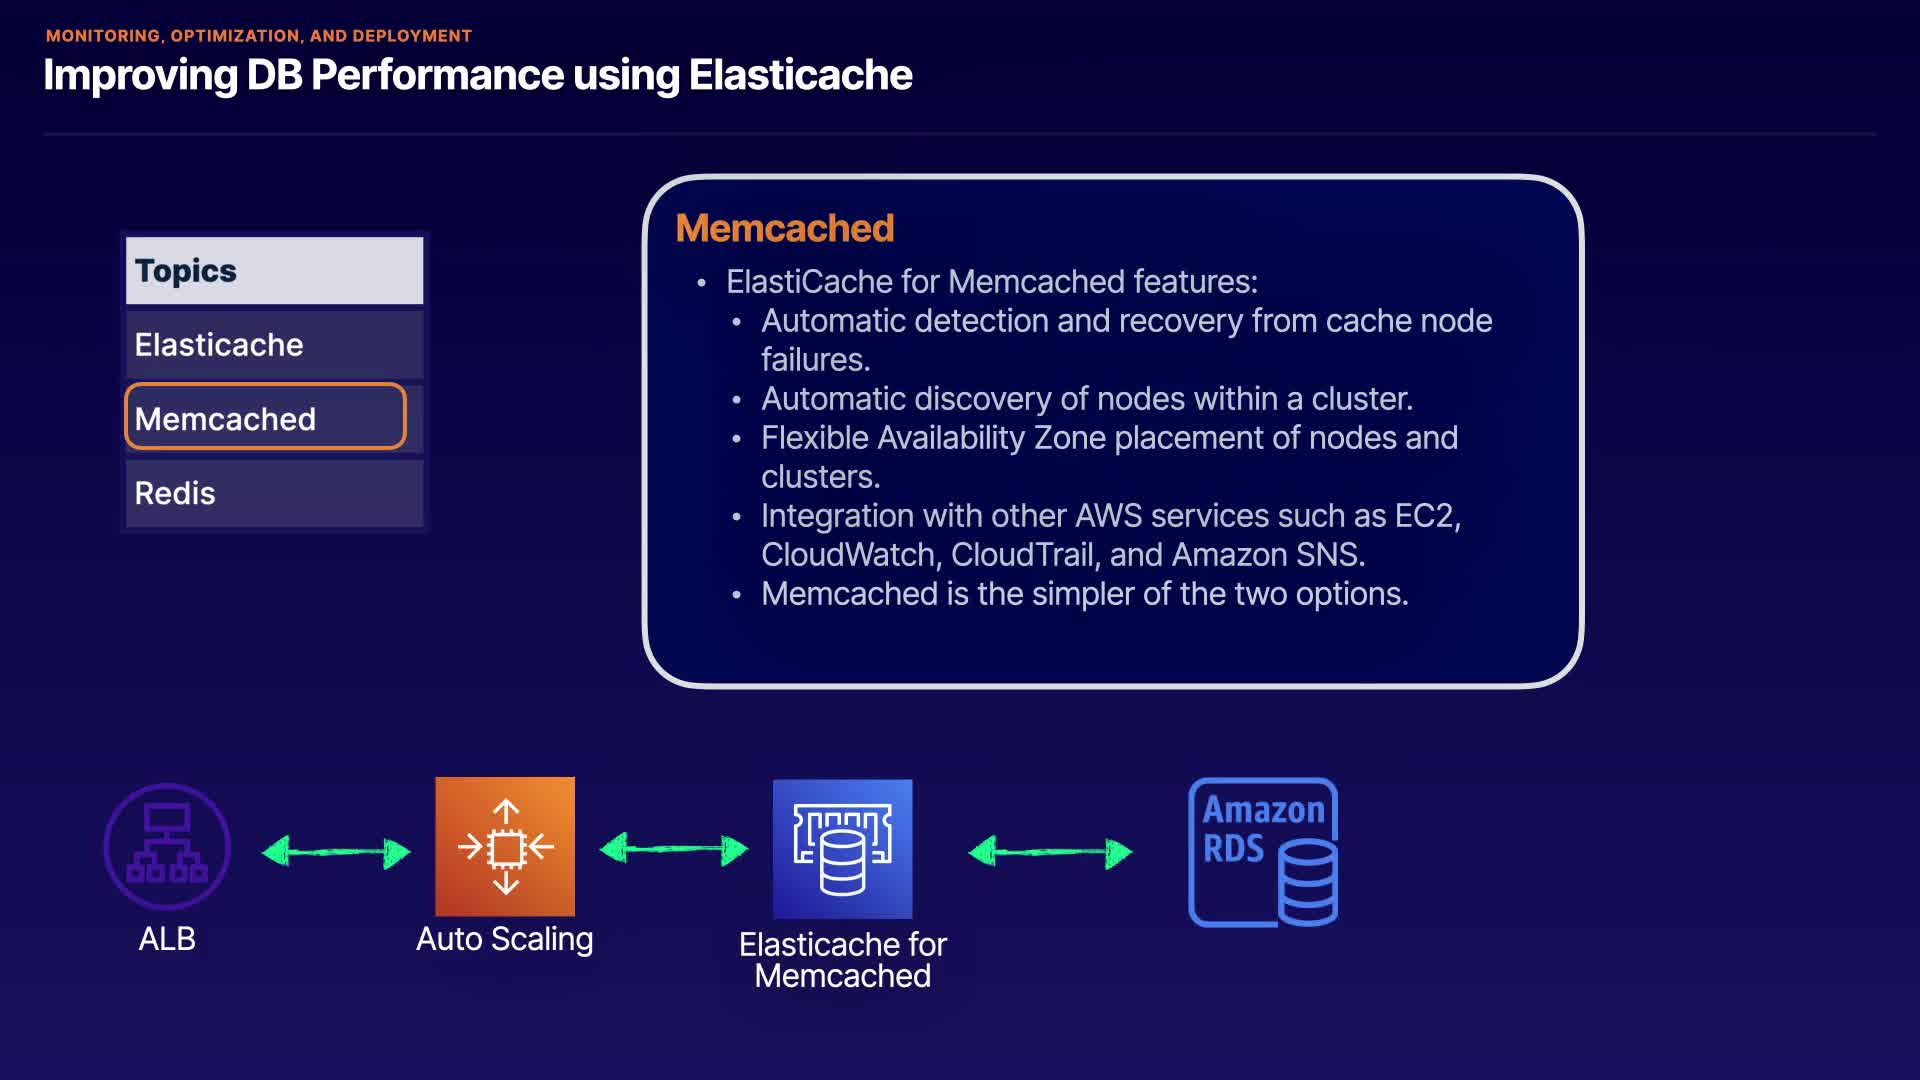 MONITORING, OPTIMIZATION, AND DEPLOYMENT
Improving DB Performance using Elasticache
Topics
Elasticache
Memcached
Redis
Memcached
• ElastiCache for Memcached features:
• Automatic detection and recovery from cache node
failures.
• Automatic discovery of nodes within a cluster.
• Flexible Availability Zone placement of nodes and
clusters.
• Integration with other AWS services such as EC2,
CloudWatch, CloudTrail, and Amazon SNS.
• Memcached is the simpler of the two options.
ALB
Auto Scaling
Elasticache for
Memcached
Amazon
RDS